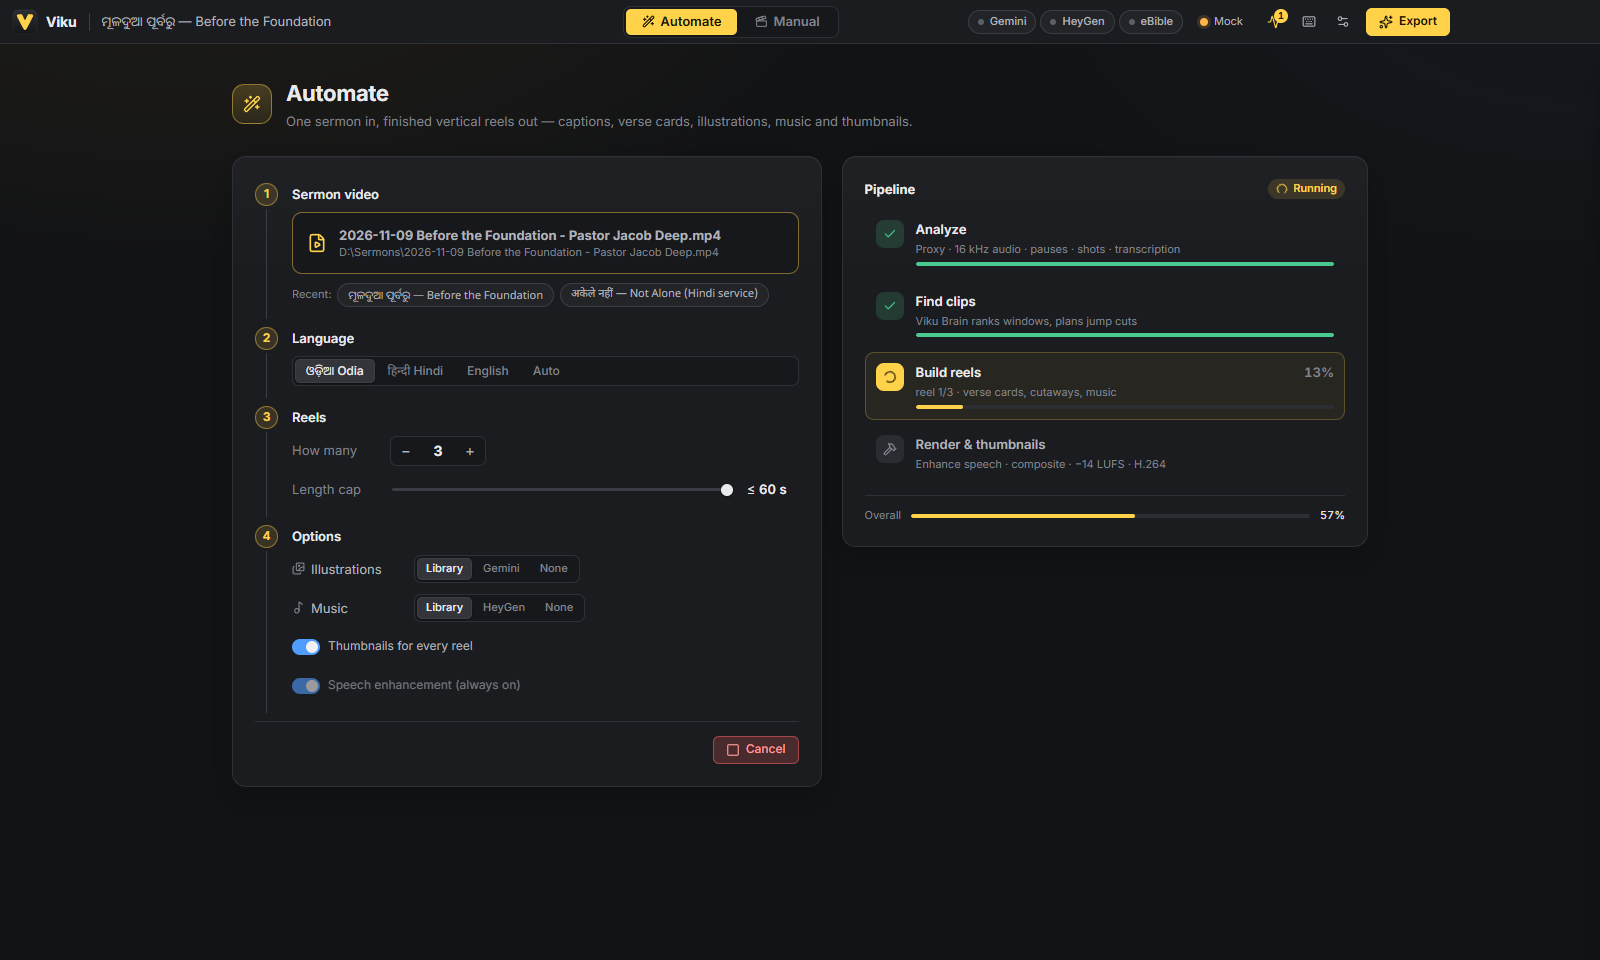 Viku
ମୂଳଦୁଆ ପୂର୍ବରୁ — Before the Foundation
Automate
Manual
Gemini
HeyGen
eBible
Mock
1
Export
Automate
One sermon in, finished vertical reels out — captions, verse cards, illustrations, music and thumbnails.
1
Sermon video
2026-11-09 Before the Foundation - Pastor Jacob Deep.mp4
D:\Sermons\2026-11-09 Before the Foundation - Pastor Jacob Deep.mp4
Recent:
ମୂଳଦୁଆ ପୂର୍ବରୁ — Before the Foundation
अकेले नहीं — Not Alone (Hindi service)
2
Language
ଓଡ଼ିଆ Odia
हिन्दी Hindi
English
Auto
3
Reels
How many
− 3 +
Length cap
≤ 60 s
4
Options
Illustrations
Library
Gemini
None
Music
Library
HeyGen
None
Thumbnails for every reel
Speech enhancement (always on)
Cancel
Pipeline
Running
Analyze
Proxy · 16 kHz audio · pauses · shots · transcription
Find clips
Viku Brain ranks windows, plans jump cuts
Build reels
13%
reel 1/3 · verse cards, cutaways, music
Render & thumbnails
Enhance speech · composite · −14 LUFS · H.264
Overall
57%